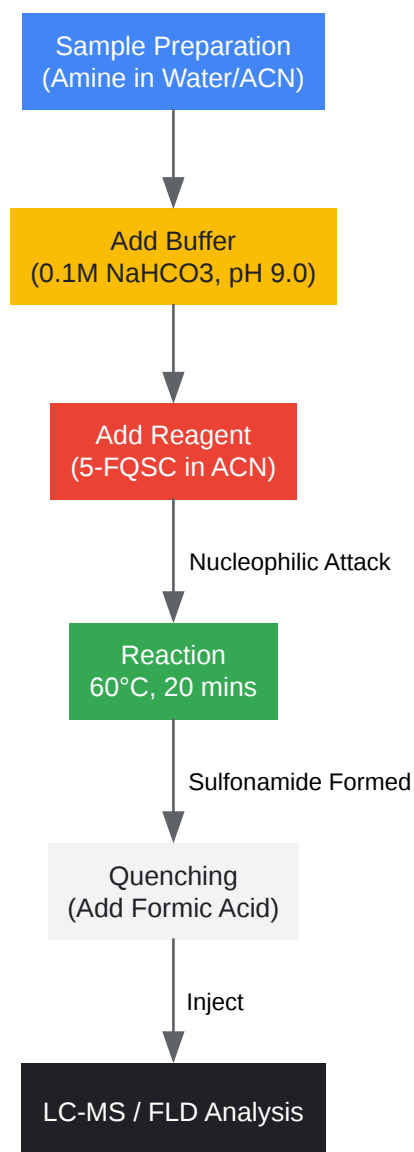 Sample Preparation
(Amine in Water/ACN)
Add Buffer
(0.1M NaHCO3, pH 9.0)
Add Reagent
(5-FQSC in ACN)
Nucleophilic Attack
Reaction
60°C, 20 mins
Sulfonamide Formed
Quenching
(Add Formic Acid)
Inject
LC-MS / FLD Analysis